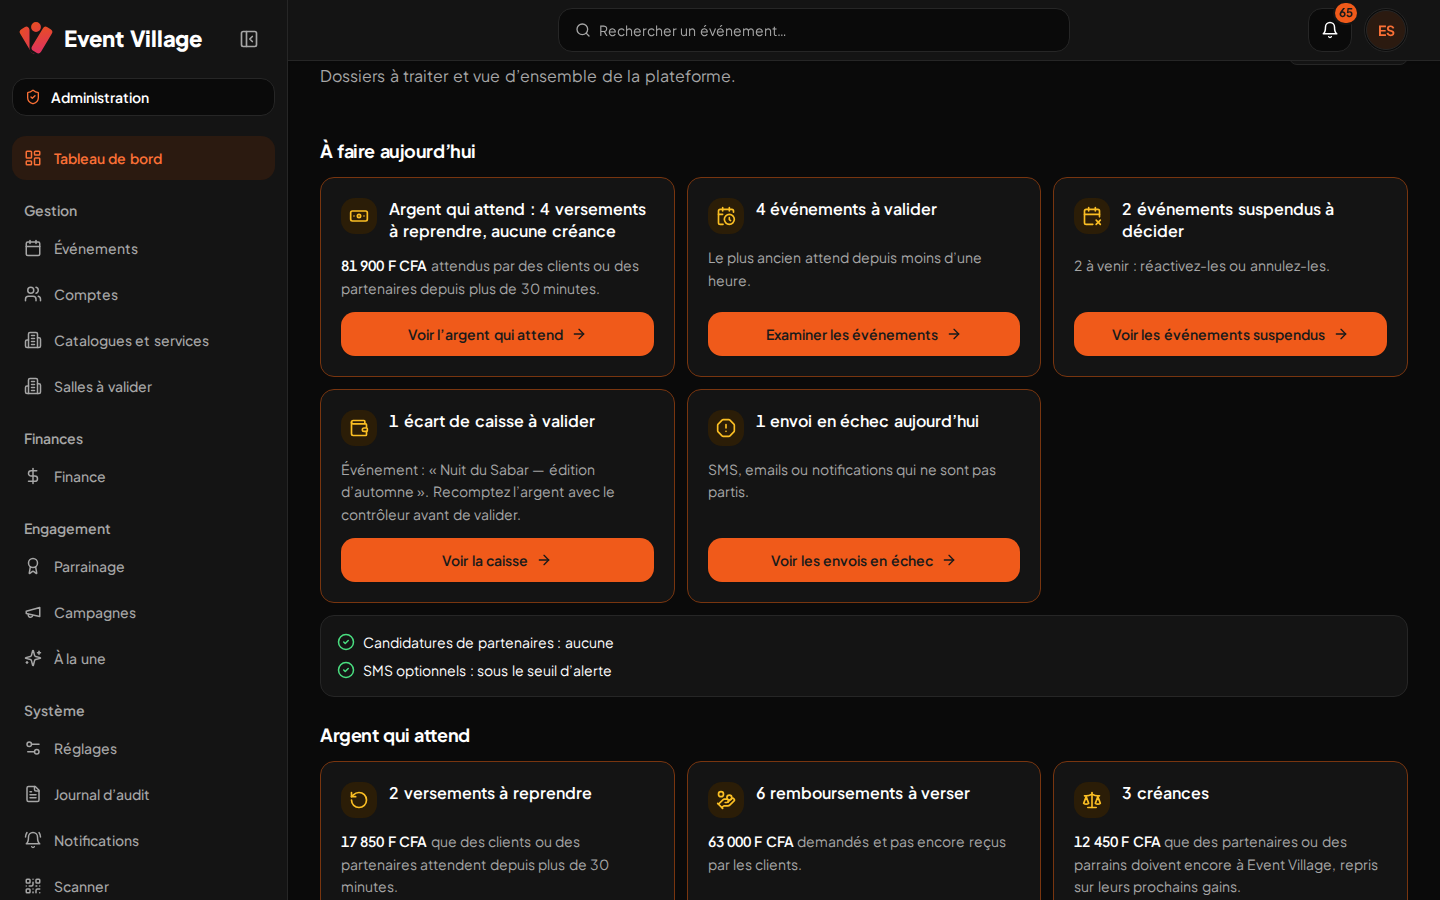 Event Village
Rechercher un événement…
65
ES
Administration
Tableau de bord
Gestion
Événements
Comptes
Catalogues et services
Salles à valider
Finances
Finance
Engagement
Parrainage
Campagnes
À la une
Système
Réglages
Journal d’audit
Notifications
Scanner
Dossiers à traiter et vue d’ensemble de la plateforme.
À faire aujourd’hui
Argent qui attend : 4 versements
à reprendre, aucune créance
81 900 F CFA attendus par des clients ou des
partenaires depuis plus de 30 minutes.
Voir l’argent qui attend
4 événements à valider
Le plus ancien attend depuis moins d’une
heure.
Examiner les événements
2 événements suspendus à
décider
2 à venir : réactivez-les ou annulez-les.
Voir les événements suspendus
1 écart de caisse à valider
Événement : « Nuit du Sabar — édition
d’automne ». Recomptez l’argent avec le
contrôleur avant de valider.
Voir la caisse
1 envoi en échec aujourd’hui
SMS, emails ou notifications qui ne sont pas
partis.
Voir les envois en échec
Candidatures de partenaires : aucune
SMS optionnels : sous le seuil d’alerte
Argent qui attend
2 versements à reprendre
17 850 F CFA que des clients ou des
partenaires attendent depuis plus de 30
minutes.
6 remboursements à verser
63 000 F CFA demandés et pas encore reçus
par les clients.
3 créances
12 450 F CFA que des partenaires ou des
parrains doivent encore à Event Village, repris
sur leurs prochains gains.